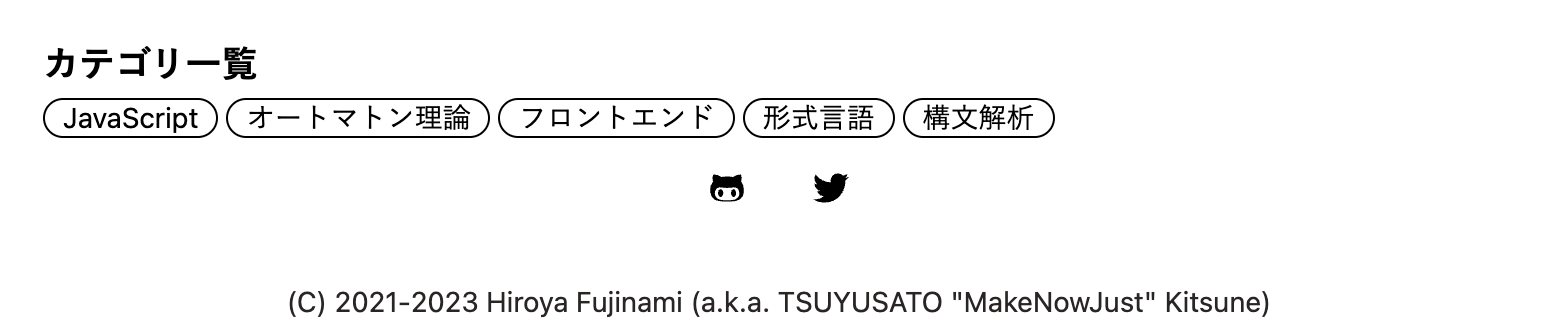 カテゴリ一覧
JavaScript オートマトン理論 フロントエンド 形式言語 構文解析
(C) 2021-2023 Hiroya Fujinami (a.k.a. TSUYUSATO "MakeNowJust" Kitsune)